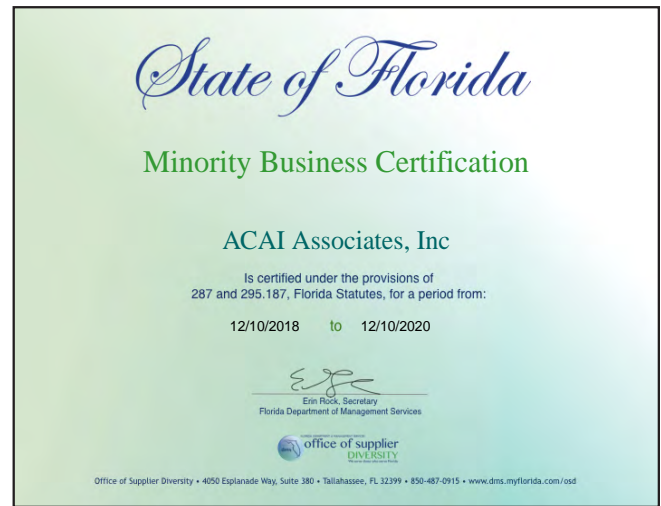 State of Florida
Minority Business Certification
ACAI Associates, Inc
Is certified under the provisions of
287 and 295.187, Florida Statutes, for a period from:
12/10/2018 to 12/10/2020
Erin Rock, Secretary
Florida Department of Management Services
office of supplier
DIVERSITY
Office of Supplier Diversity • 4050 Esplanade Way, Suite 380 • Tallahassee, FL 32399 • 850-487-0915 • www.dms.myflorida.com/osd